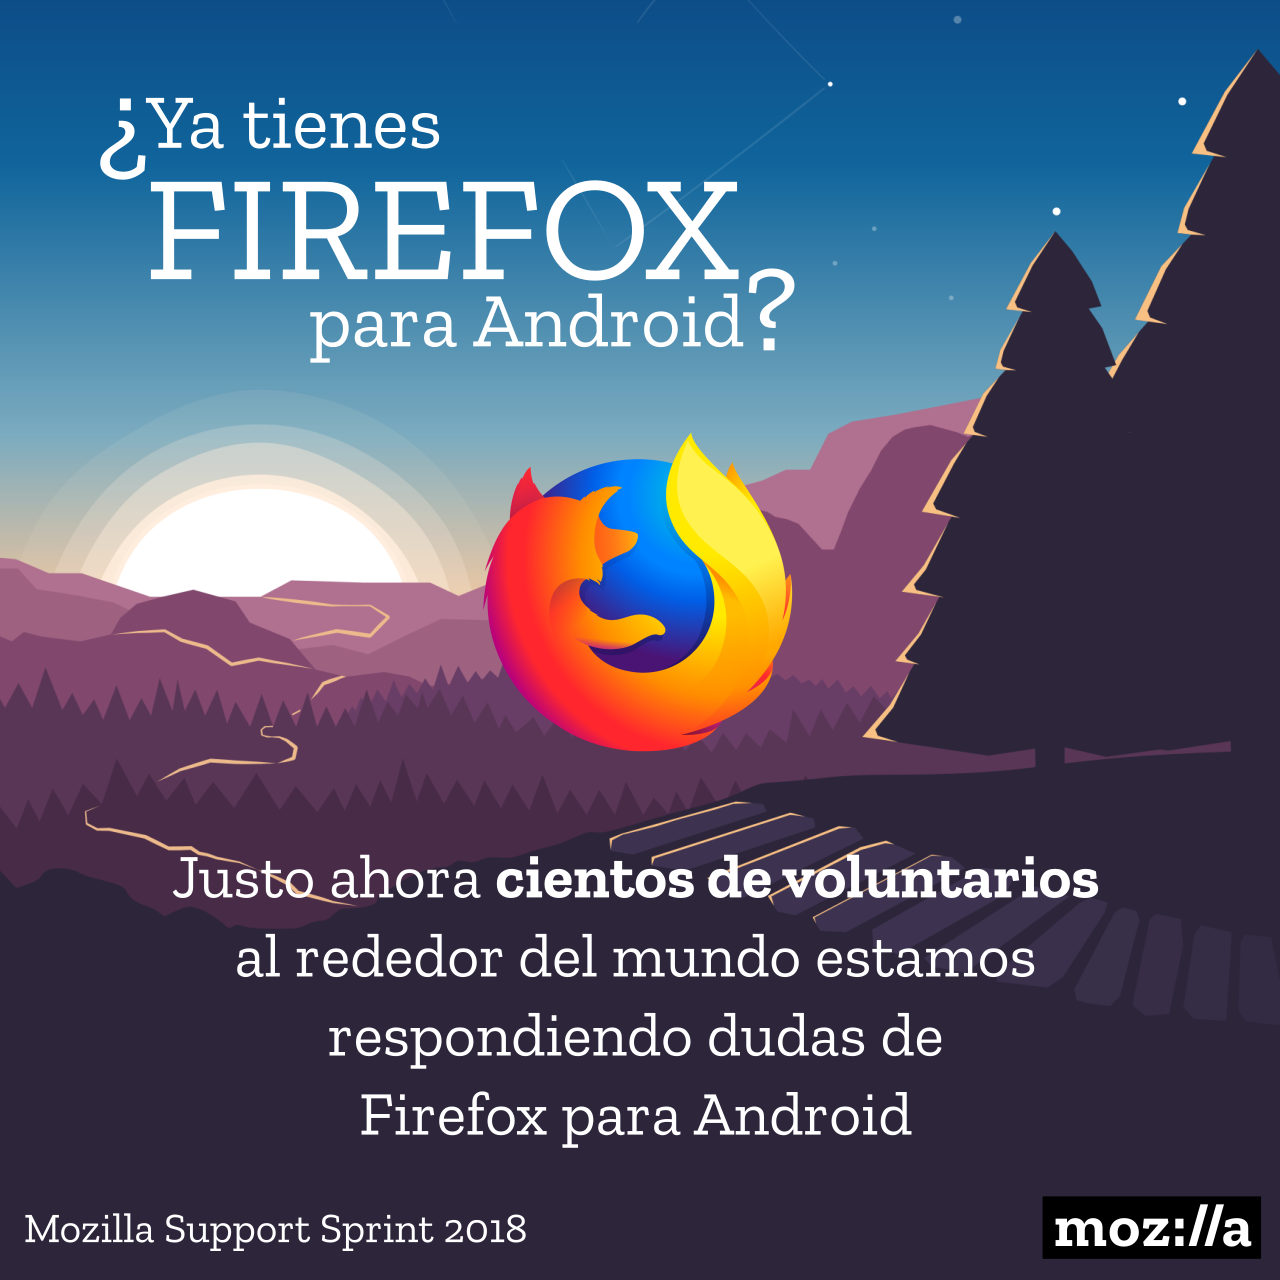 ¿Ya tienes
FIREFOX
para Android?
Justo ahora cientos de voluntarios
al rededor del mundo estamos
respondiendo dudas de
Firefox para Android
Mozilla Support Sprint 2018
moz://a